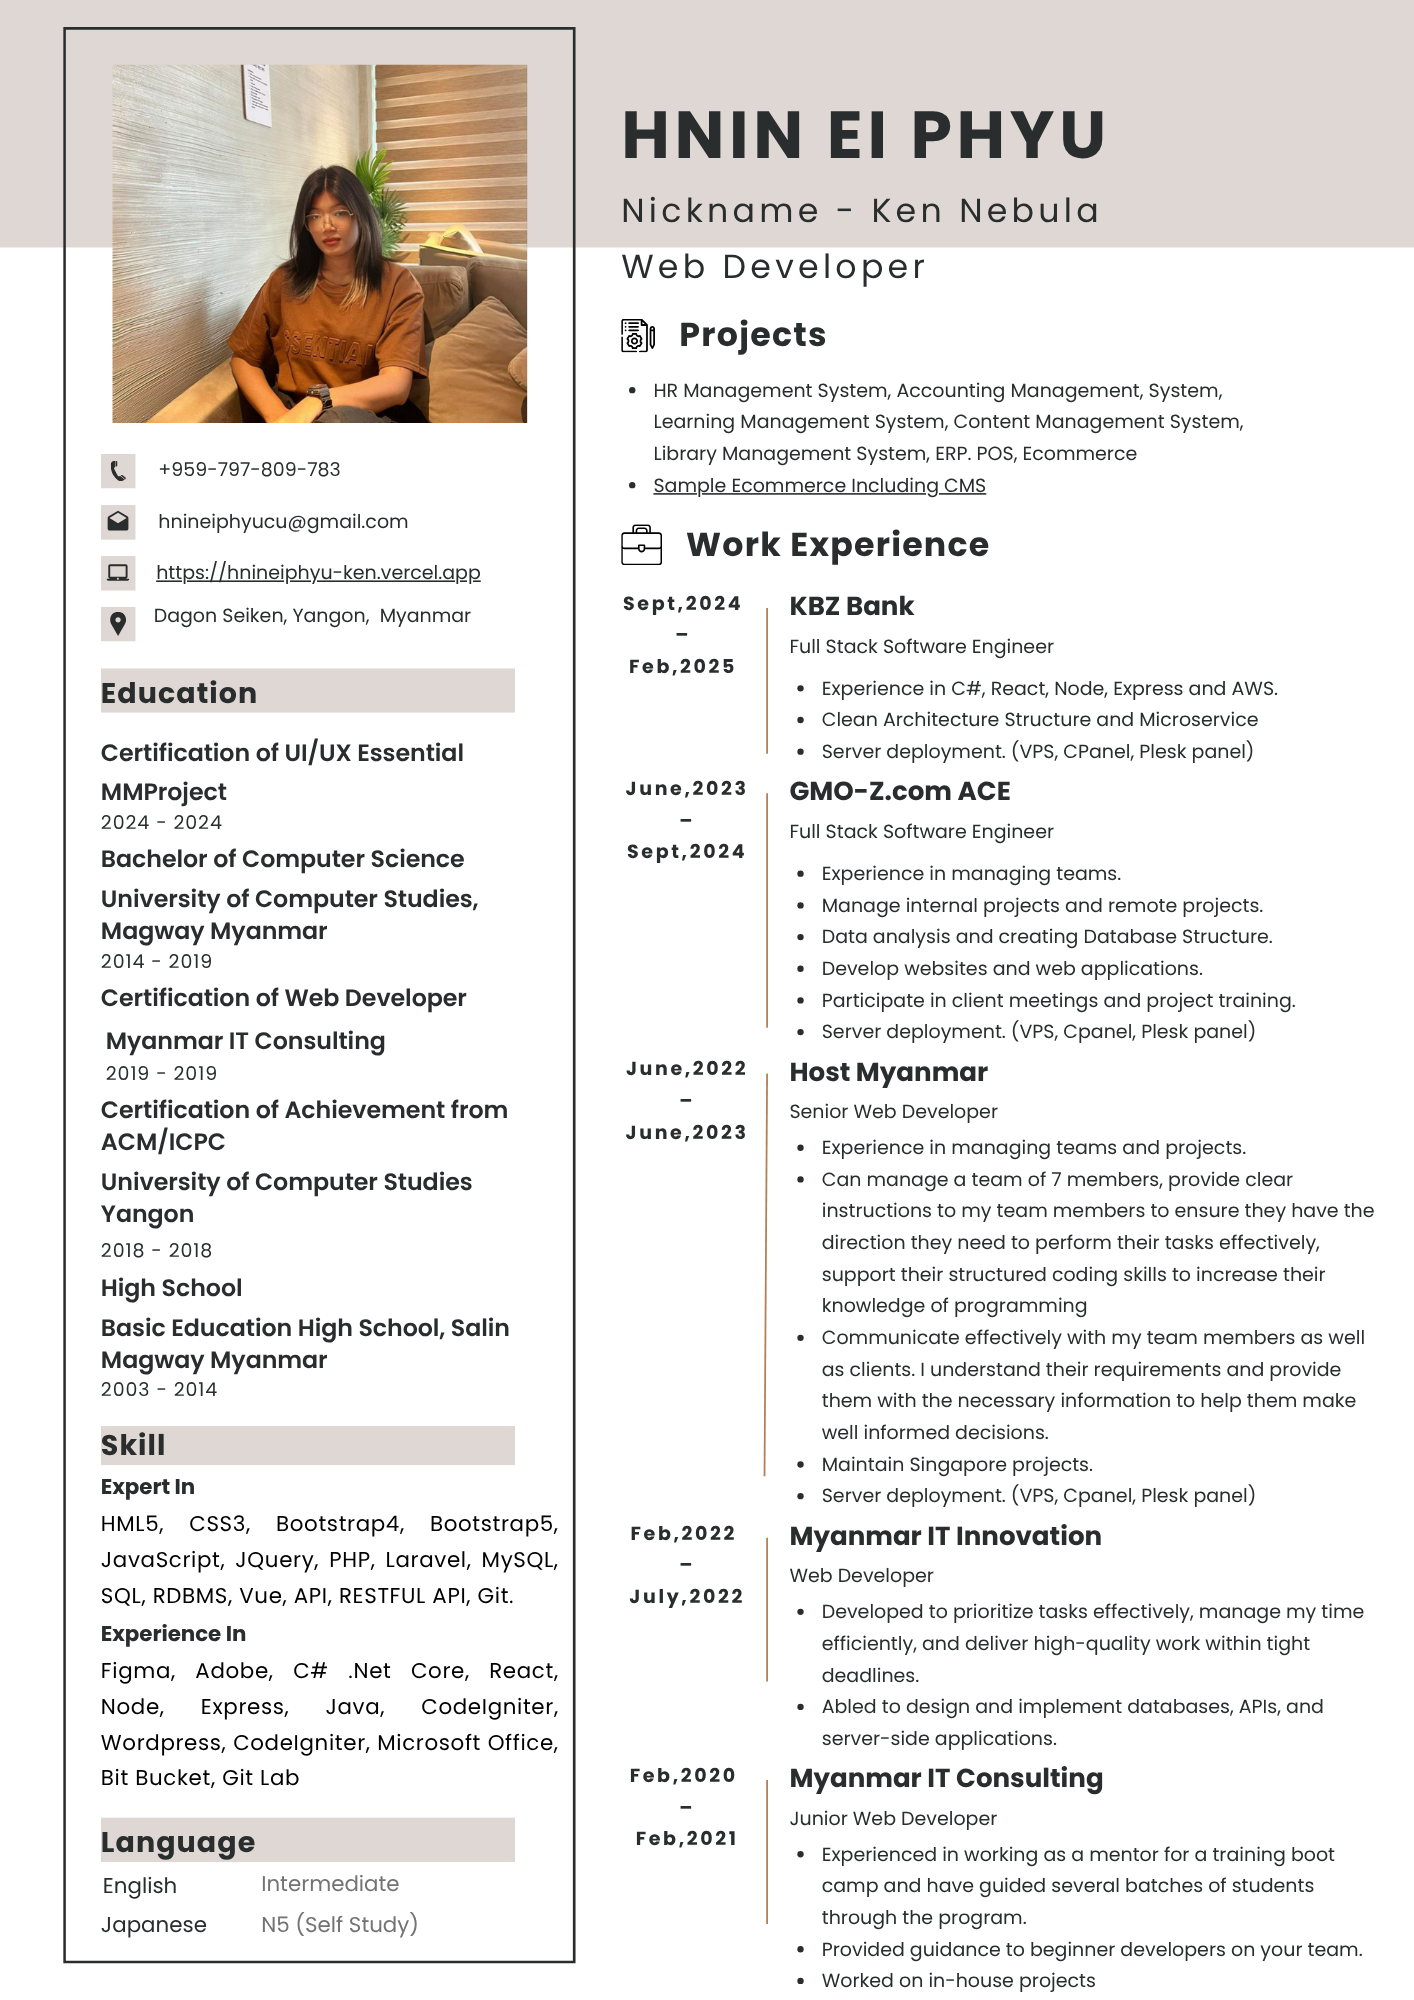 HNIN EI PHYU
Nickname - Ken Nebula
Web Developer
+959-797-809-783
hnineiphyucu@gmail.com
https://hnineiphyu-ken.vercel.app
Dagon Seiken, Yangon, Myanmar
Education
Certification of UI/UX Essential
MMProject
2024 - 2024
Bachelor of Computer Science
University of Computer Studies,
Magway Myanmar
2014 - 2019
Certification of Web Developer
Myanmar IT Consulting
2019 - 2019
Certification of Achievement from
ACM/ICPC
University of Computer Studies
Yangon
2018 - 2018
High School
Basic Education High School, Salin
Magway Myanmar
2003 - 2014
Skill
Expert In
HML5, CSS3, Bootstrap4, Bootstrap5,
JavaScript, JQuery, PHP, Laravel, MySQL,
SQL, RDBMS, Vue, API, RESTFUL API, Git.
Experience In
Figma, Adobe, C# .Net Core, React,
Node, Express, Java, CodeIgniter,
Wordpress, CodeIgniter, Microsoft Office,
Bit Bucket, Git Lab
Language
English Intermediate
Japanese N5 (Self Study)
Projects
• HR Management System, Accounting Management, System,
Learning Management System, Content Management System,
Library Management System, ERP. POS, Ecommerce
• Sample Ecommerce Including CMS
Work Experience
Sept,2024
–
Feb,2025
KBZ Bank
Full Stack Software Engineer
• Experience in C#, React, Node, Express and AWS.
• Clean Architecture Structure and Microservice
• Server deployment. (VPS, CPanel, Plesk panel)
June,2023
–
Sept,2024
GMO-Z.com ACE
Full Stack Software Engineer
• Experience in managing teams.
• Manage internal projects and remote projects.
• Data analysis and creating Database Structure.
• Develop websites and web applications.
• Participate in client meetings and project training.
• Server deployment. (VPS, Cpanel, Plesk panel)
June,2022
–
June,2023
Host Myanmar
Senior Web Developer
• Experience in managing teams and projects.
• Can manage a team of 7 members, provide clear
instructions to my team members to ensure they have the
direction they need to perform their tasks effectively,
support their structured coding skills to increase their
knowledge of programming
• Communicate effectively with my team members as well
as clients. I understand their requirements and provide
them with the necessary information to help them make
well informed decisions.
• Maintain Singapore projects.
• Server deployment. (VPS, Cpanel, Plesk panel)
Feb,2022
–
July,2022
Myanmar IT Innovation
Web Developer
• Developed to prioritize tasks effectively, manage my time
efficiently, and deliver high-quality work within tight
deadlines.
• Abled to design and implement databases, APIs, and
server-side applications.
Feb,2020
–
Feb,2021
Myanmar IT Consulting
Junior Web Developer
• Experienced in working as a mentor for a training boot
camp and have guided several batches of students
through the program.
• Provided guidance to beginner developers on your team.
• Worked on in-house projects